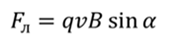 Fл = qvB sin α